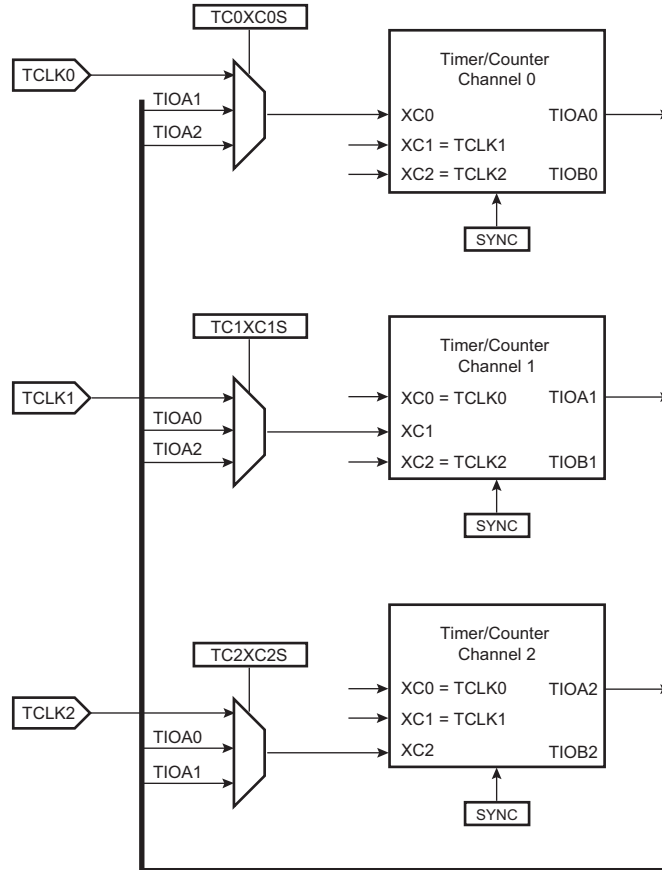 TC0XC0S
TCLK0
TIOA1
TIOA2
Timer/Counter
Channel 0
XC0
TIOA0
XC1 = TCLK1
XC2 = TCLK2
TIOB0
SYNC
TC1XC1S
TCLK1
TIOA0
TIOA2
Timer/Counter
Channel 1
XC0 = TCLK0
TIOA1
XC1
XC2 = TCLK2
TIOB1
SYNC
TC2XC2S
TCLK2
TIOA0
TIOA1
Timer/Counter
Channel 2
XC0 = TCLK0
TIOA2
XC1 = TCLK1
XC2
TIOB2
SYNC